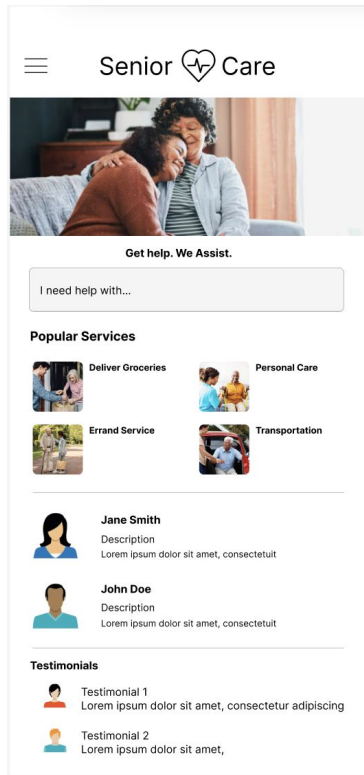 Senior Care
Get help. We Assist.
I need help with...
Popular Services
Deliver Groceries
Personal Care
Errand Service
Transportation
Jane Smith
Description
Lorem ipsum dolor sit amet, consectetuit
John Doe
Description
Lorem ipsum dolor sit amet, consectetuit
Testimonials
Testimonial 1
Lorem ipsum dolor sit amet, consectetur adipiscing
Testimonial 2
Lorem ipsum dolor sit amet,